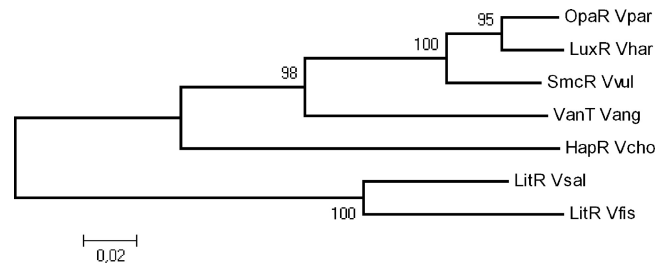 95
OpaR Vpar
100
LuxR Vhar
98
SmcR Vvul
VanT Vang
HapR Vcho
LitR Vsal
100
LitR Vfis
0,02